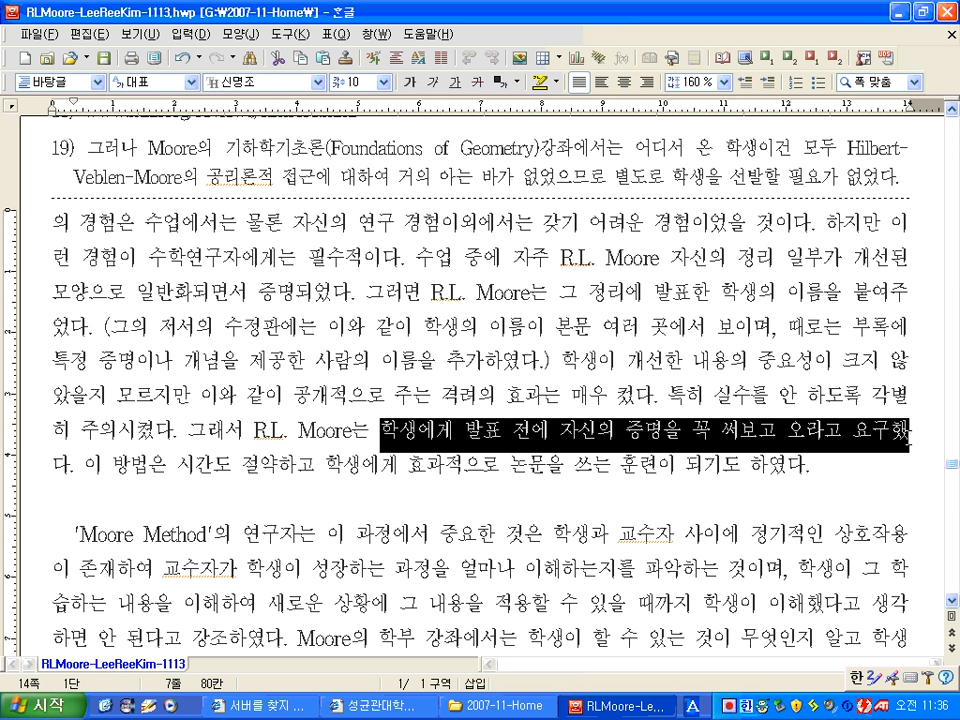 RLMoore-LeeReeKim-1113.hwp [G:\2007-11-Home\] - 한글
파일(F) 편집(E) 보기(U) 입력(D) 모양(J) 도구(K) 표(Q) 창(W) 도움말(H)
바탕글 대표 신명조 10 가 가 가 가 160 % 폭 맞춤
0 1 2 3 4 5 6 7 8 9 10 11 12 13 14
19) 그러나 Moore의 기하학기초론(Foundations of Geometry)강좌에서는 어디서 온 학생이건 모두 Hilbert-
Veblen-Moore의 공리론적 접근에 대하여 거의 아는 바가 없었으므로 별도로 학생을 선발할 필요가 없었다.
의 경험은 수업에서는 물론 자신의 연구 경험이외에서는 갖기 어려운 경험이었을 것이다. 하지만 이
런 경험이 수학연구자에게는 필수적이다. 수업 중에 자주 R.L. Moore 자신의 정리 일부가 개선된
모양으로 일반화되면서 증명되었다. 그러면 R.L. Moore는 그 정리에 발표한 학생의 이름을 붙여주
었다. (그의 저서의 수정판에는 이와 같이 학생의 이름이 본문 여러 곳에서 보이며, 때로는 부록에
특정 증명이나 개념을 제공한 사람의 이름을 추가하였다.) 학생이 개선한 내용의 중요성이 크지 않
았을지 모르지만 이와 같이 공개적으로 주는 격려의 효과는 매우 컸다. 특히 실수를 안 하도록 각별
히 주의시켰다. 그래서 R.L. Moore는 학생에게 발표 전에 자신의 증명을 꼭 써보고 오라고 요구했
다. 이 방법은 시간도 절약하고 학생에게 효과적으로 논문을 쓰는 훈련이 되기도 하였다.
'Moore Method'의 연구자는 이 과정에서 중요한 것은 학생과 교수자 사이에 정기적인 상호작용
이 존재하여 교수자가 학생이 성장하는 과정을 얼마나 이해하는지를 파악하는 것이며, 학생이 그 학
습하는 내용을 이해하여 새로운 상황에 그 내용을 적용할 수 있을 때까지 학생이 이해했다고 생각
하면 안 된다고 강조하였다. Moore의 학부 강좌에서는 학생이 할 수 있는 것이 무엇인지 알고 학생
RLMoore-LeeReeKim-1113
14쪽 1단 7줄 80칸 1/ 1 구역 삽입 한
시작 서버를 찾지 ... 성균관대학... 2007-11-Home RLMoore-Le... A 오전 11:36